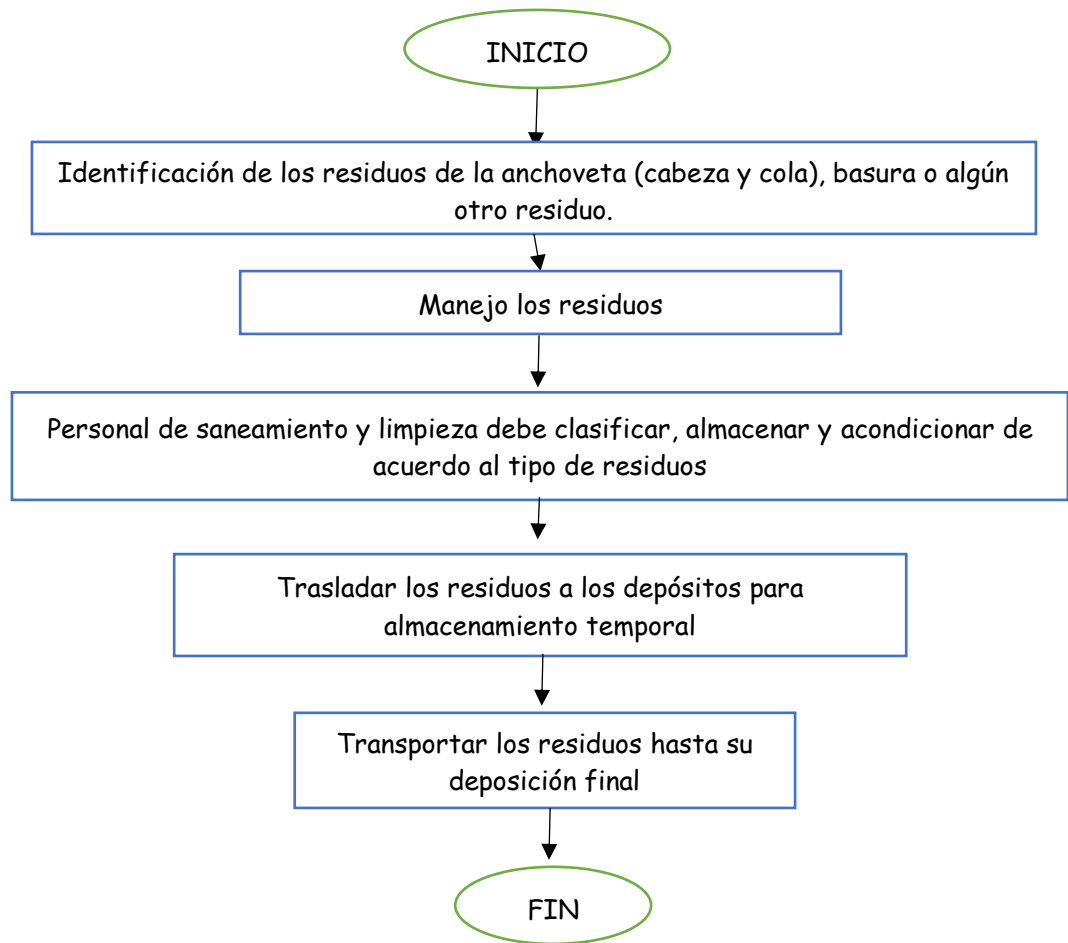 INICIO
Identificación de los residuos de la anchoveta (cabeza y cola), basura o algún
otro residuo.
Manejo los residuos
Personal de saneamiento y limpieza debe clasificar, almacenar y acondicionar de
acuerdo al tipo de residuos
Trasladar los residuos a los depósitos para
almacenamiento temporal
Transportar los residuos hasta su
deposición final
FIN